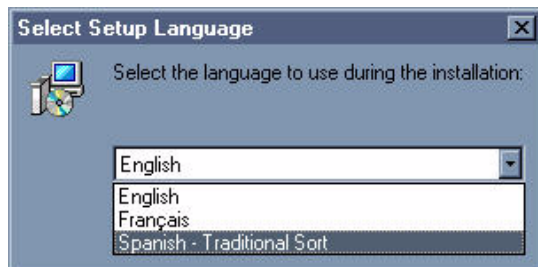 Select Setup Language
Select the language to use during the installation:
English
English
Français
Spanish - Traditional Sort